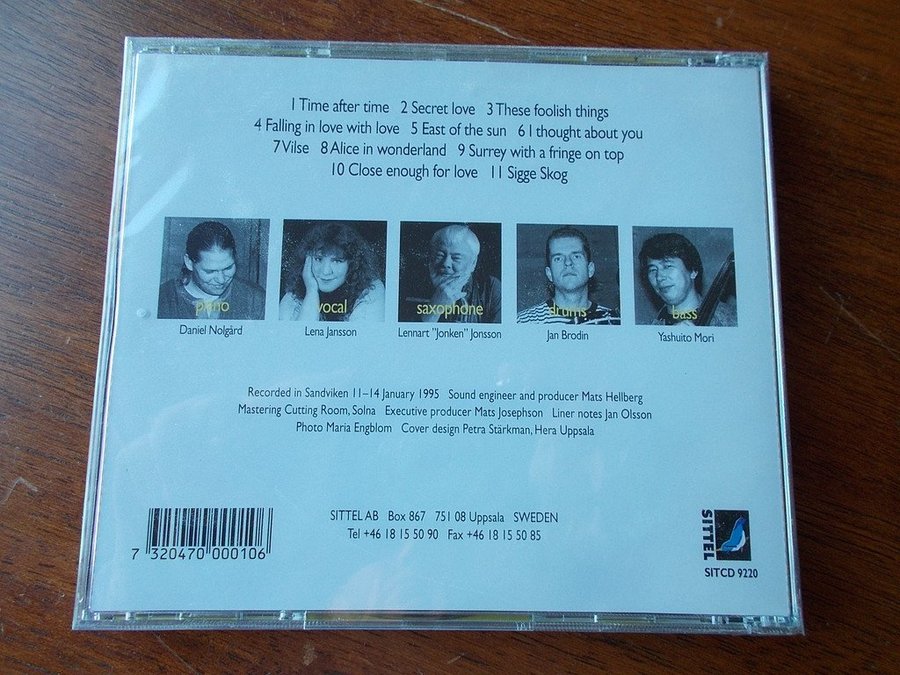 1 Time after time 2 Secret love 3 These foolish things
4 Falling in love with love 5 East of the sun 6 I thought about you
7 Vilse 8 Alice in wonderland 9 Surrey with a fringe on top
10 Close enough for love 11 Sigge Skog
piano vocal saxophone drums bass
Daniel Nolgård Lena Jansson Lennart "Jonken" Jonsson Jan Brodin Yashuito Mori
Recorded in Sandviken 11–14 January 1995 Sound engineer and producer Mats Hellberg
Mastering Cutting Room, Solna Executive producer Mats Josephson Liner notes Jan Olsson
Photo Maria Engblom Cover design Petra Stärkman, Hera Uppsala
SITTEL AB Box 867 751 08 Uppsala SWEDEN
Tel +46 18 15 50 90 Fax +46 18 15 50 85
7 320470 000106
SITTEL
SITCD 9220